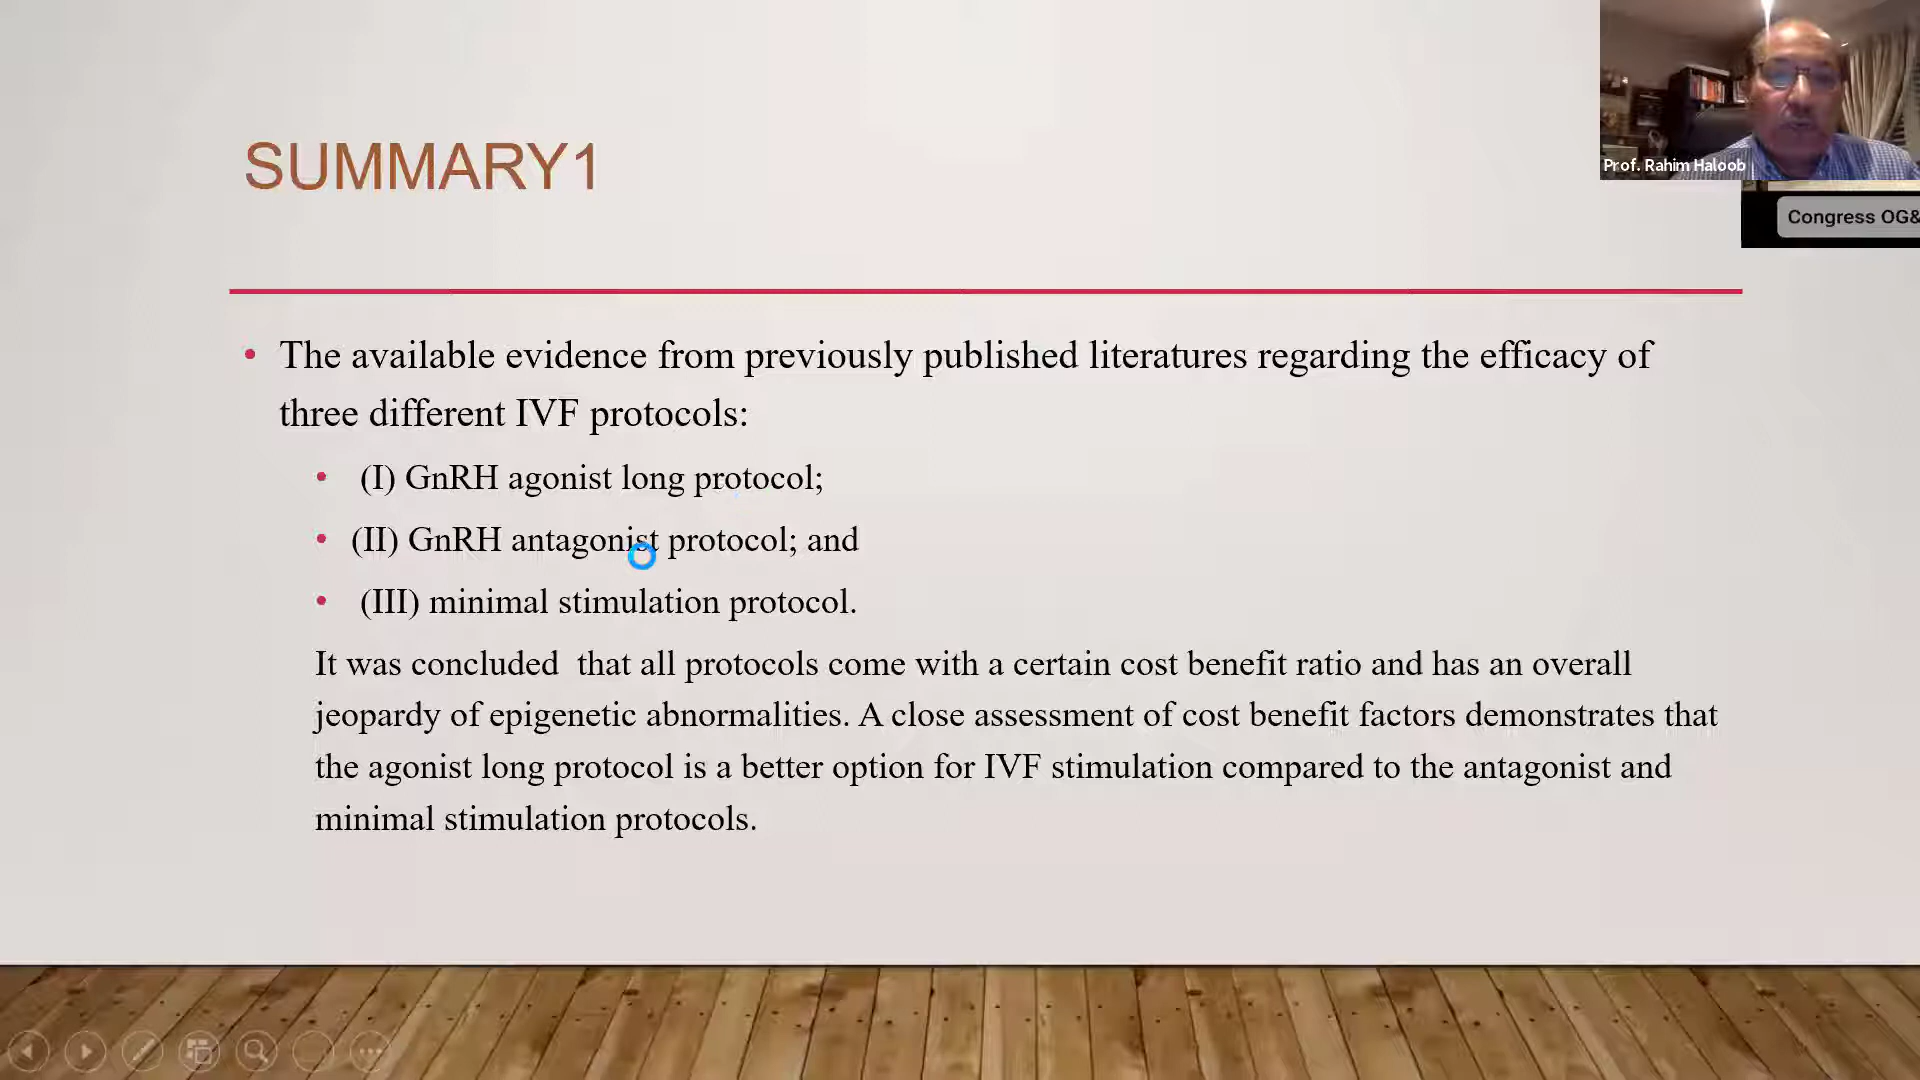 SUMMARY1
Prof. Rahim Haloob
Congress OG&
• The available evidence from previously published literatures regarding the efficacy of
three different IVF protocols:
• (I) GnRH agonist long protocol;
• (II) GnRH antagonist protocol; and
• (III) minimal stimulation protocol.
It was concluded that all protocols come with a certain cost benefit ratio and has an overall
jeopardy of epigenetic abnormalities. A close assessment of cost benefit factors demonstrates that
the agonist long protocol is a better option for IVF stimulation compared to the antagonist and
minimal stimulation protocols.